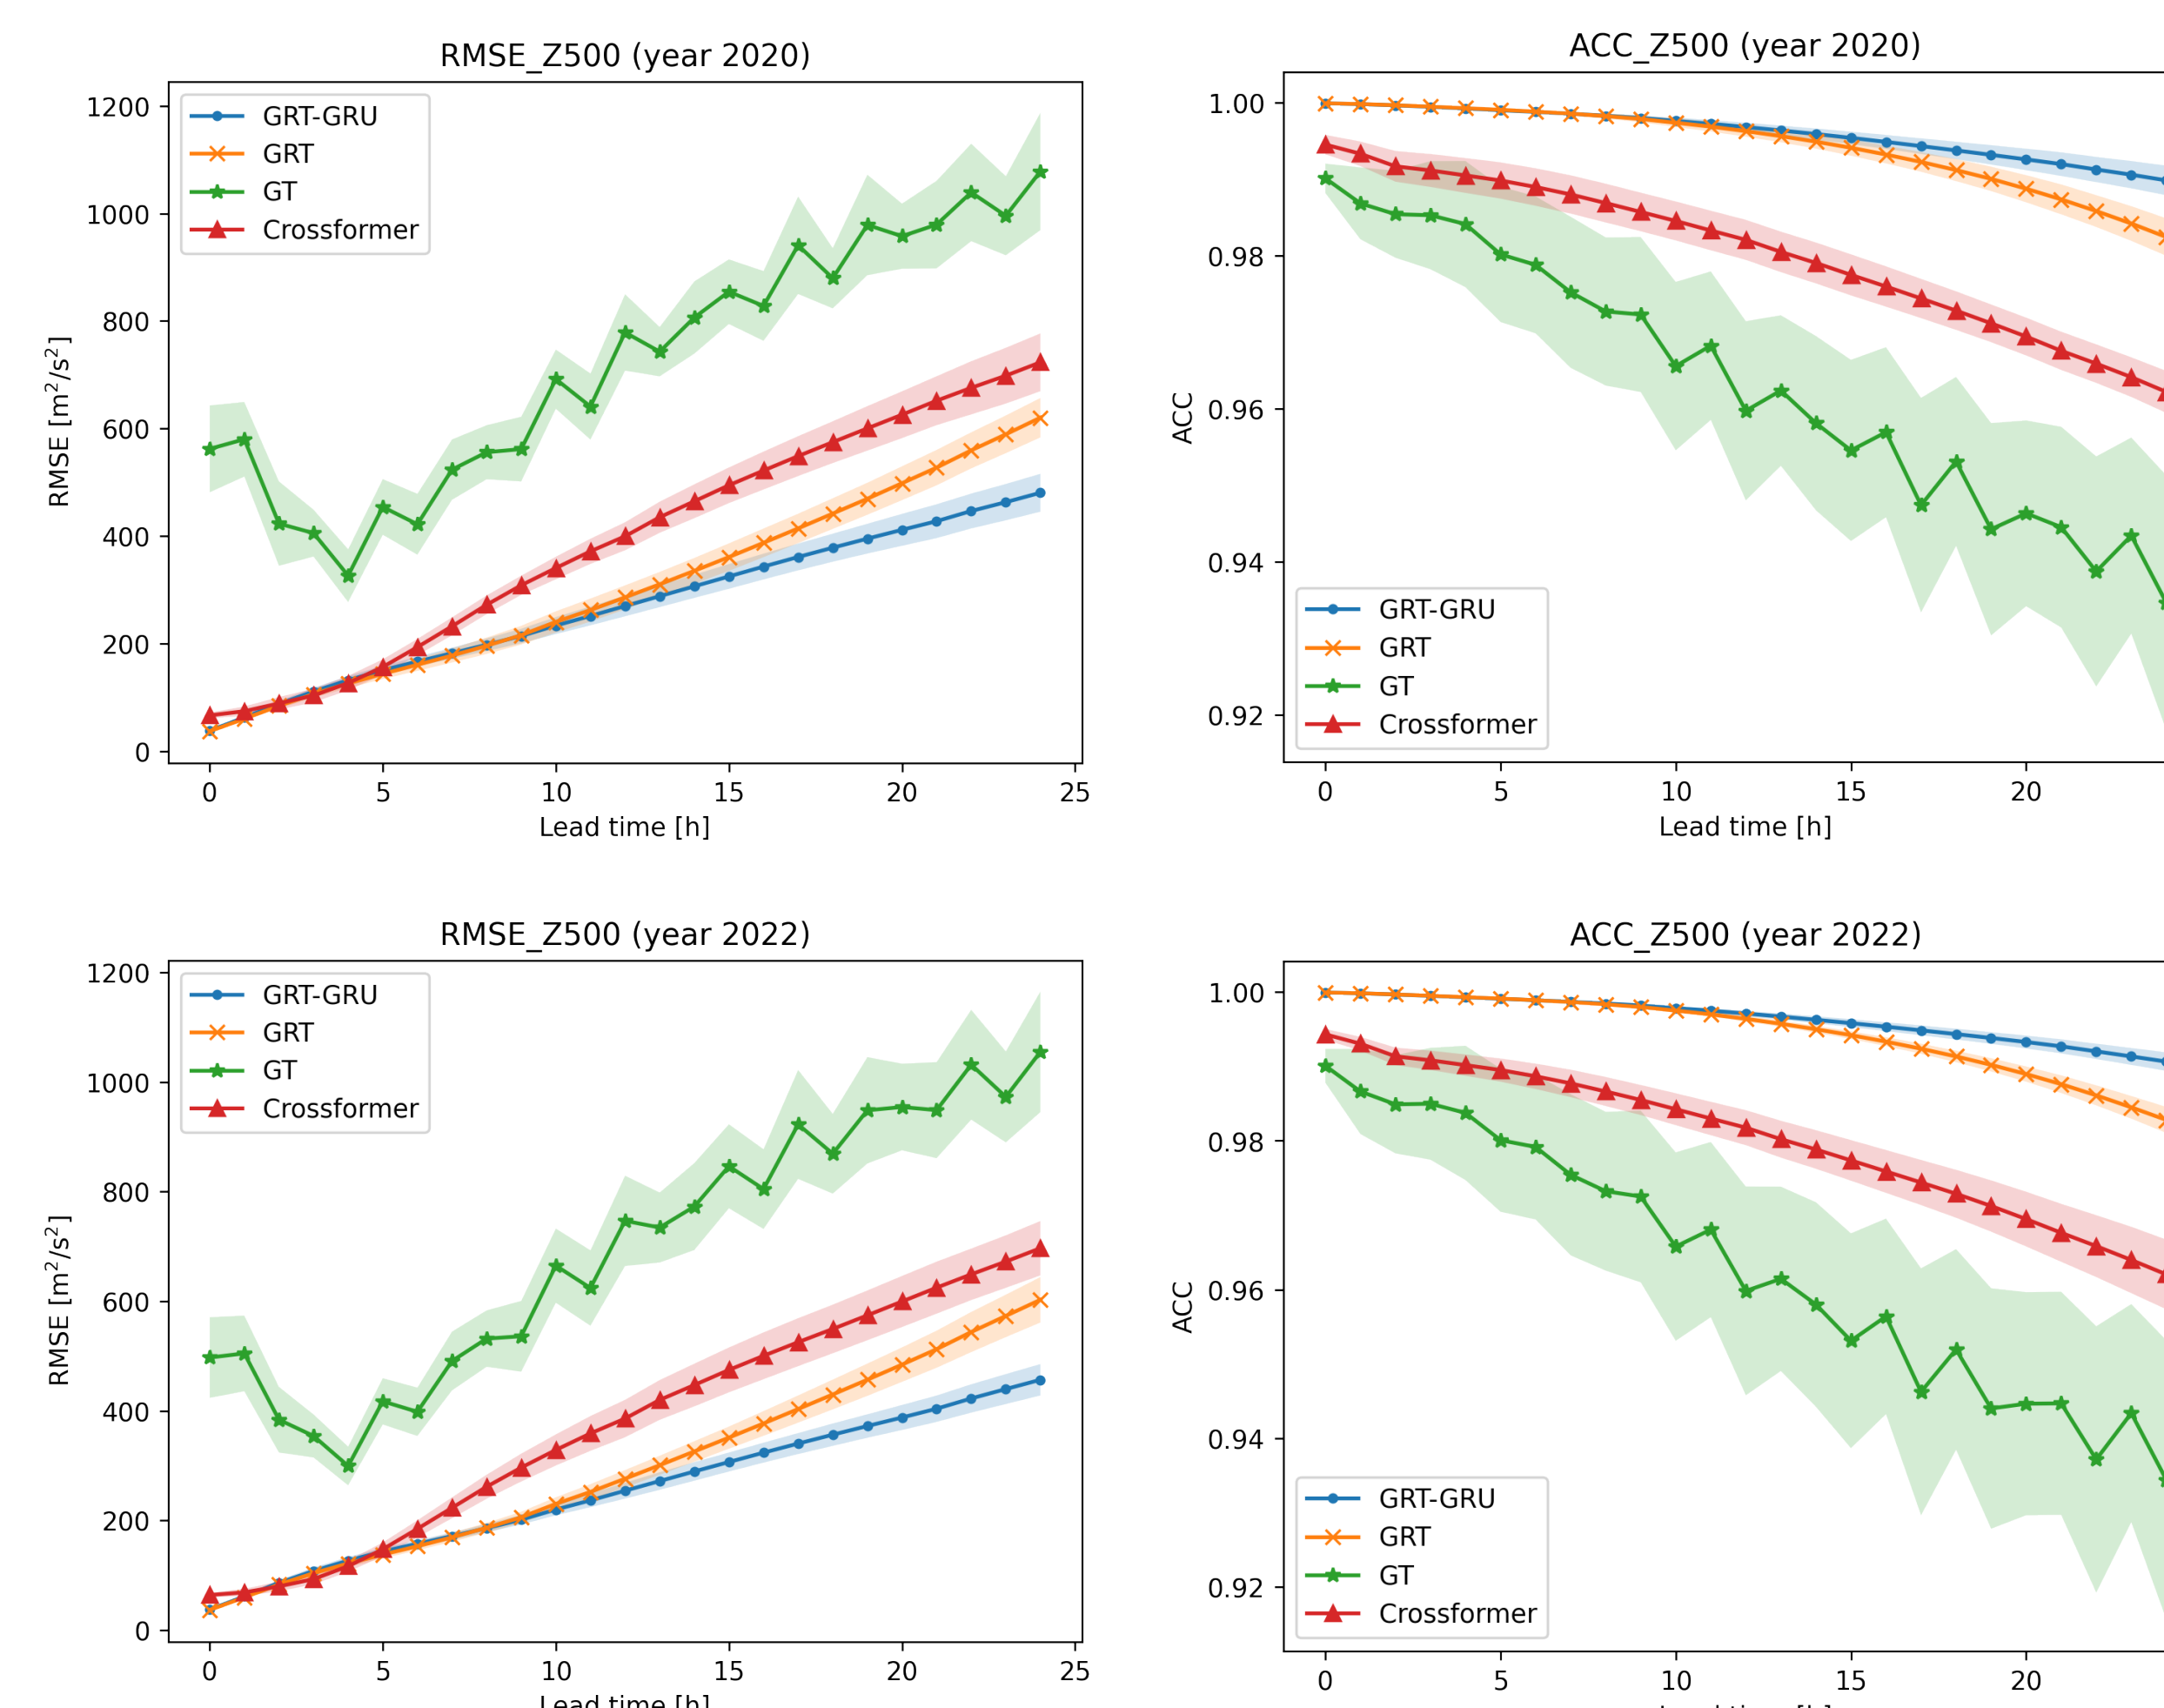 RMSE_Z500 (year 2020)
1200
1000
800
600
400
200
0
RMSE [m²/s²]
GRT-GRU
GRT
GT
Crossformer
0 5 10 15 20 25
Lead time [h]
ACC_Z500 (year 2020)
1.00
0.98
0.96
0.94
0.92
ACC
GRT-GRU
GRT
GT
Crossformer
0 5 10 15 20
Lead time [h]
RMSE_Z500 (year 2022)
1200
1000
800
600
400
200
0
RMSE [m²/s²]
GRT-GRU
GRT
GT
Crossformer
0 5 10 15 20 25
Lead time [h]
ACC_Z500 (year 2022)
1.00
0.98
0.96
0.94
0.92
ACC
GRT-GRU
GRT
GT
Crossformer
0 5 10 15 20